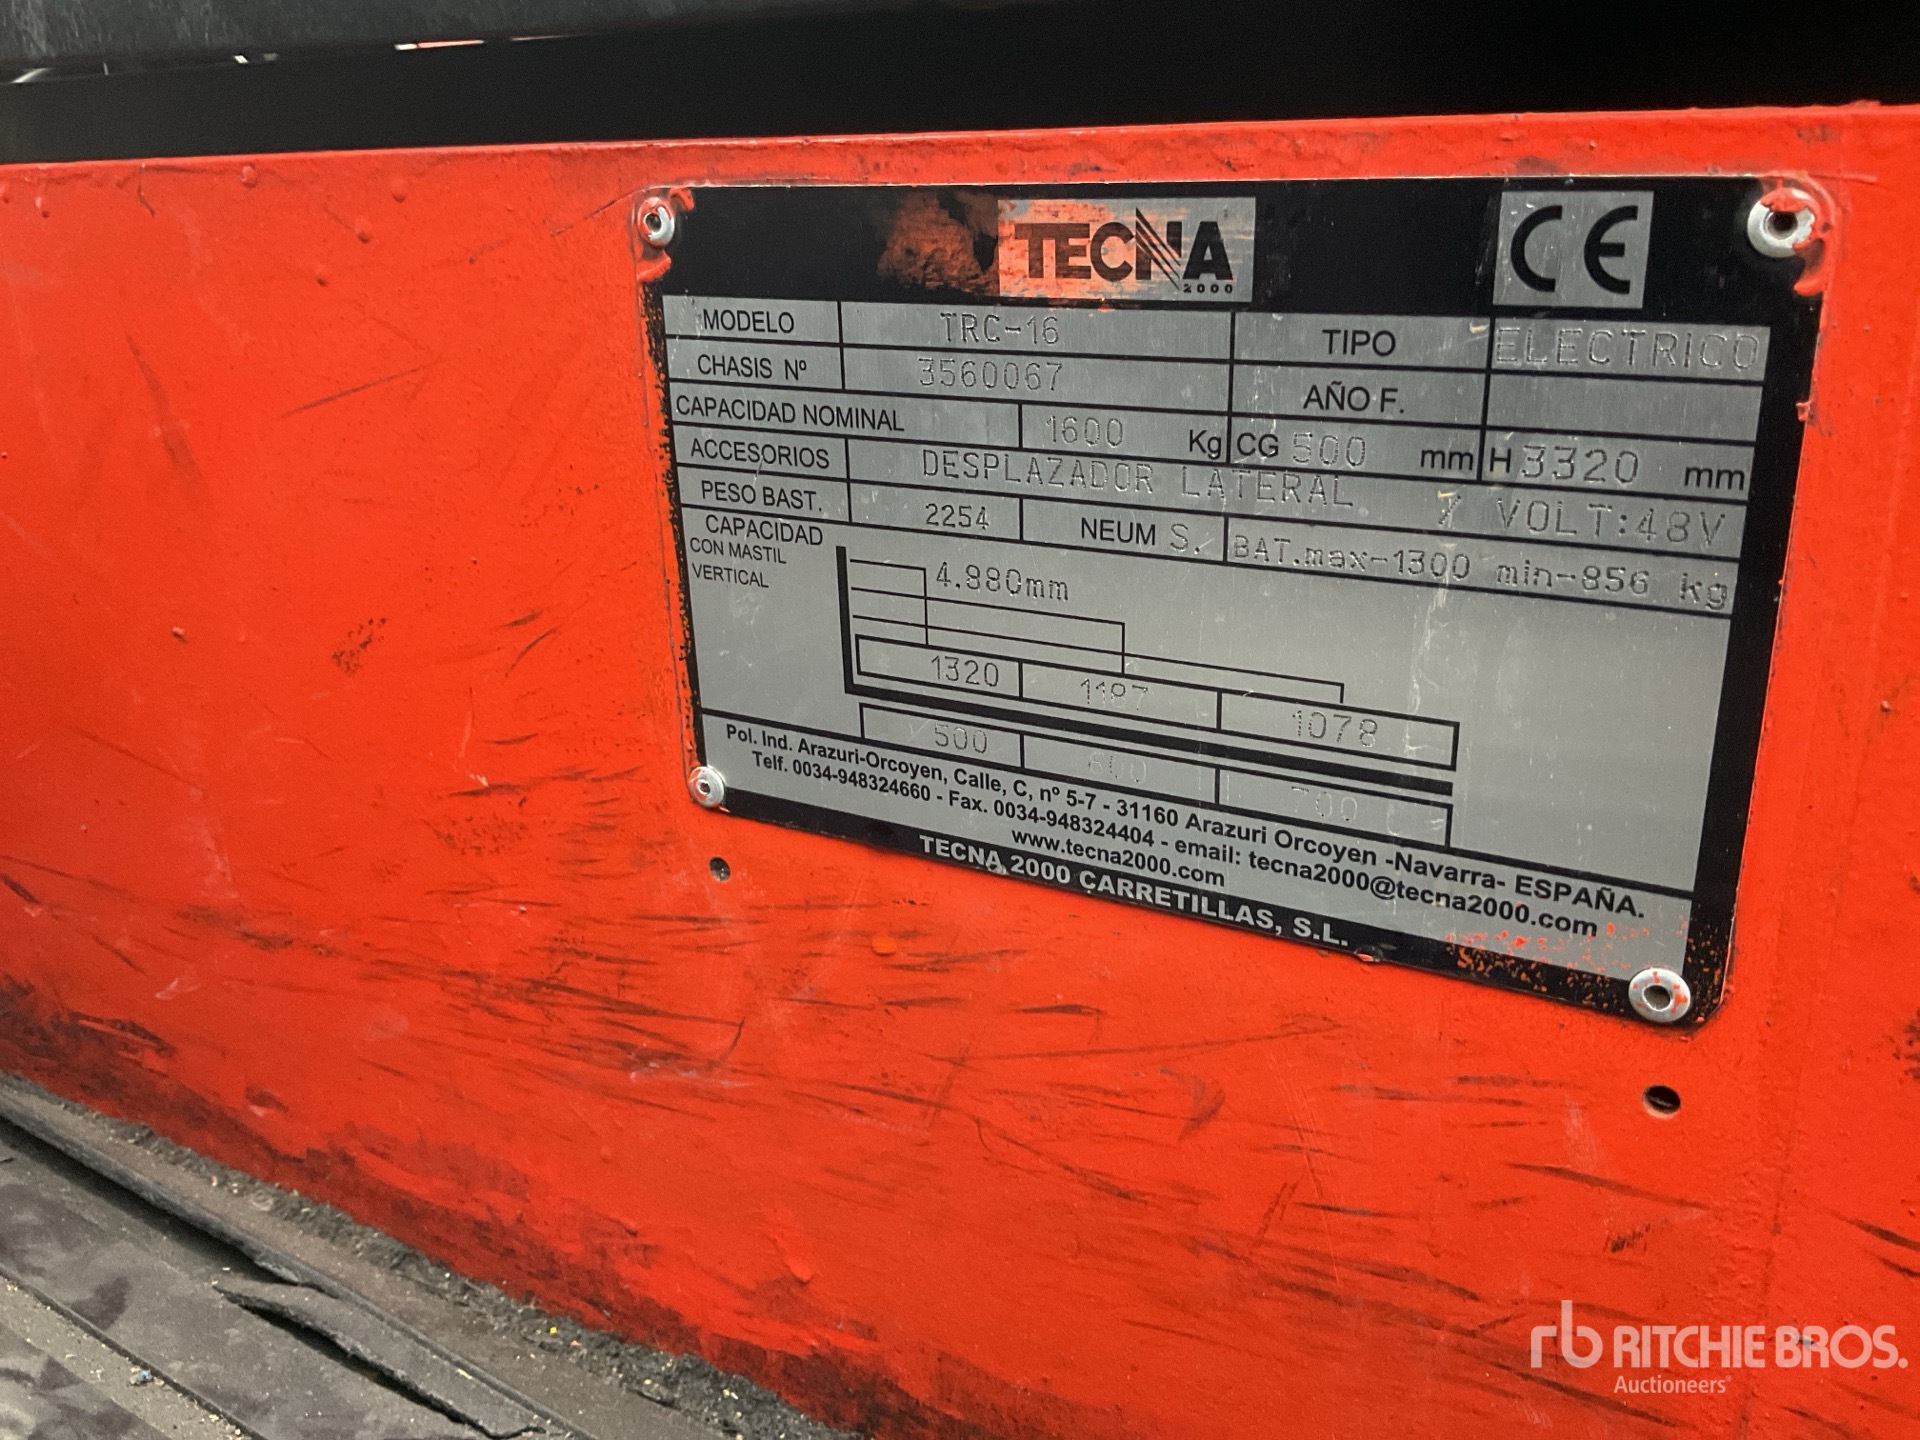 TECNA
2000
CE
MODELO TRC-16 TIPO ELECTRICO
CHASIS Nº 3560067 AÑO F.
CAPACIDAD NOMINAL 1600 Kg CG 500 mm H 3320 mm
ACCESORIOS DESPLAZADOR LATERAL / VOLT:48V
PESO BAST. 2254 NEUM S. BAT.max-1300 min-856 kg
CAPACIDAD
CON MASTIL
VERTICAL
4.880mm
1320 1187 1078
500 600 700
Pol. Ind. Arazuri-Orcoyen, Calle, C, nº 5-7 - 31160 Arazuri Orcoyen -Navarra- ESPAÑA.
Telf. 0034-948324660 - Fax. 0034-948324404 - email: tecna2000@tecna2000.com
www.tecna2000.com
TECNA 2000 CARRETILLAS, S.L.
rb RITCHIE BROS.
Auctioneers